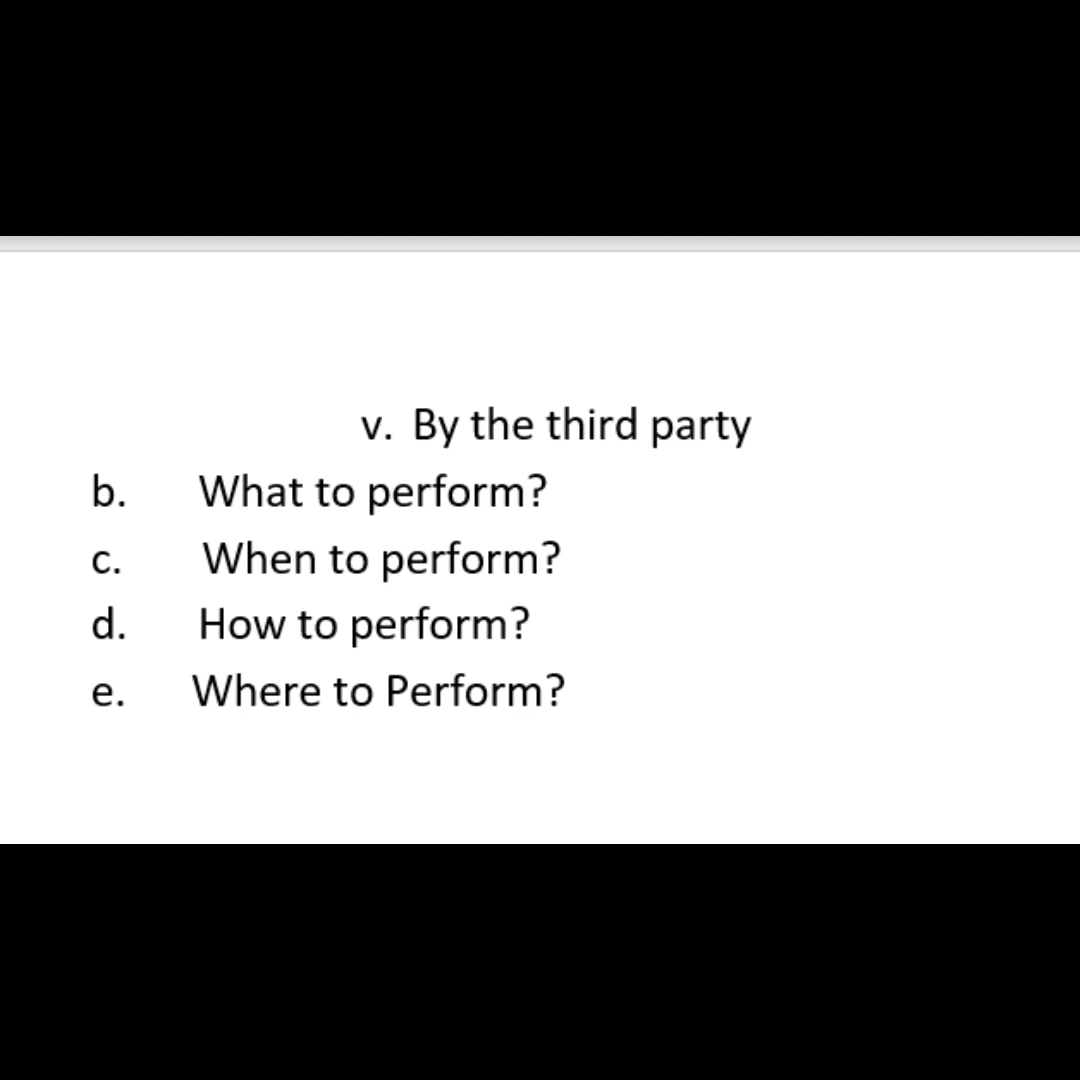 v. By the third party
b. What to perform?
c. When to perform?
d. How to perform?
e. Where to Perform?